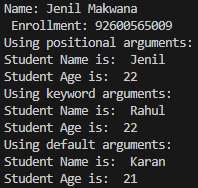 Name: Jenil Makwana
 Enrollment: 92600565009
Using positional arguments:
Student Name is:  Jenil
Student Age is:  22
Using keyword arguments:
Student Name is:  Rahul
Student Age is:  22
Using default arguments:
Student Name is:  Karan
Student Age is:  21